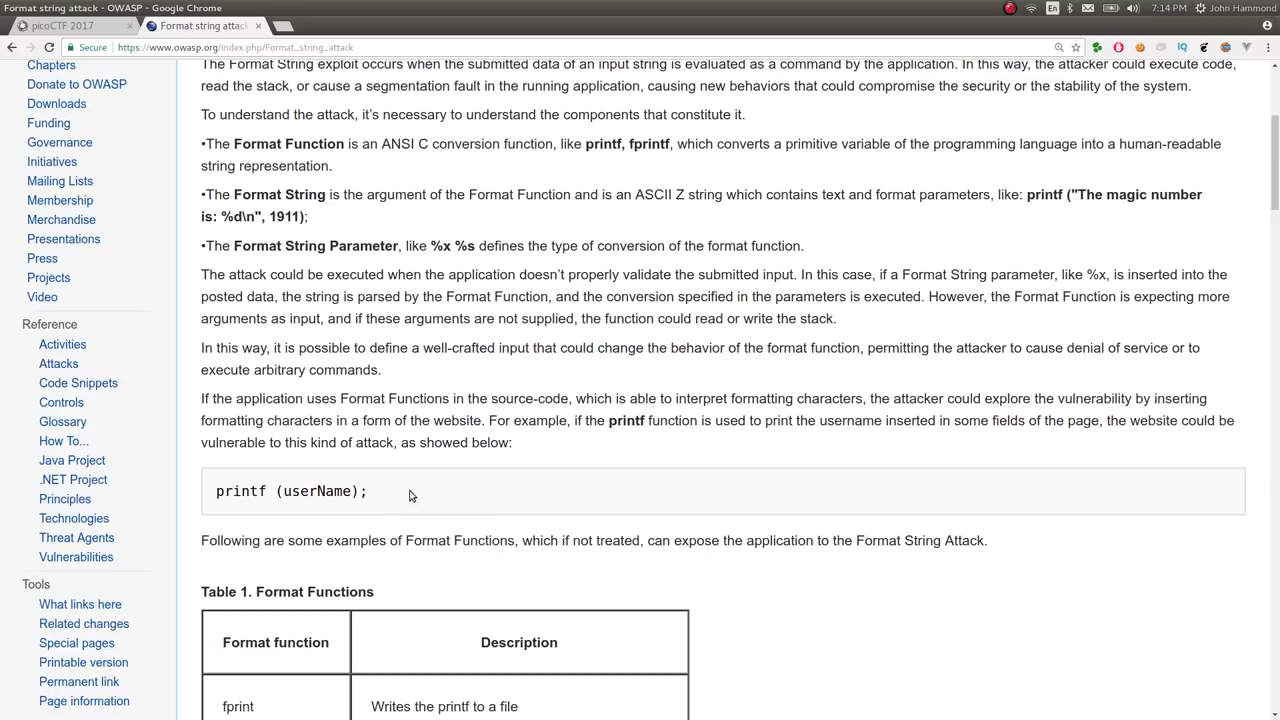 Format string attack - OWASP - Google Chrome
En
7:14 PM
John Hammond
picoCTF 2017
Format string attac
Secure
https://www.owasp.org/index.php/Format_string_attack
Chapters
Donate to OWASP
Downloads
Funding
Governance
Initiatives
Mailing Lists
Membership
Merchandise
Presentations
Press
Projects
Video
Reference
Activities
Attacks
Code Snippets
Controls
Glossary
How To...
Java Project
.NET Project
Principles
Technologies
Threat Agents
Vulnerabilities
Tools
What links here
Related changes
Special pages
Printable version
Permanent link
Page information
The Format String exploit occurs when the submitted data of an input string is evaluated as a command by the application. In this way, the attacker could execute code,
read the stack, or cause a segmentation fault in the running application, causing new behaviors that could compromise the security or the stability of the system.
To understand the attack, it's necessary to understand the components that constitute it.
•The Format Function is an ANSI C conversion function, like printf, fprintf, which converts a primitive variable of the programming language into a human-readable
string representation.
•The Format String is the argument of the Format Function and is an ASCII Z string which contains text and format parameters, like: printf ("The magic number
is: %d\n", 1911);
•The Format String Parameter, like %x %s defines the type of conversion of the format function.
The attack could be executed when the application doesn't properly validate the submitted input. In this case, if a Format String parameter, like %x, is inserted into the
posted data, the string is parsed by the Format Function, and the conversion specified in the parameters is executed. However, the Format Function is expecting more
arguments as input, and if these arguments are not supplied, the function could read or write the stack.
In this way, it is possible to define a well-crafted input that could change the behavior of the format function, permitting the attacker to cause denial of service or to
execute arbitrary commands.
If the application uses Format Functions in the source-code, which is able to interpret formatting characters, the attacker could explore the vulnerability by inserting
formatting characters in a form of the website. For example, if the printf function is used to print the username inserted in some fields of the page, the website could be
vulnerable to this kind of attack, as showed below:
printf (userName);
Following are some examples of Format Functions, which if not treated, can expose the application to the Format String Attack.
Table 1. Format Functions
Format function
Description
fprint
Writes the printf to a file